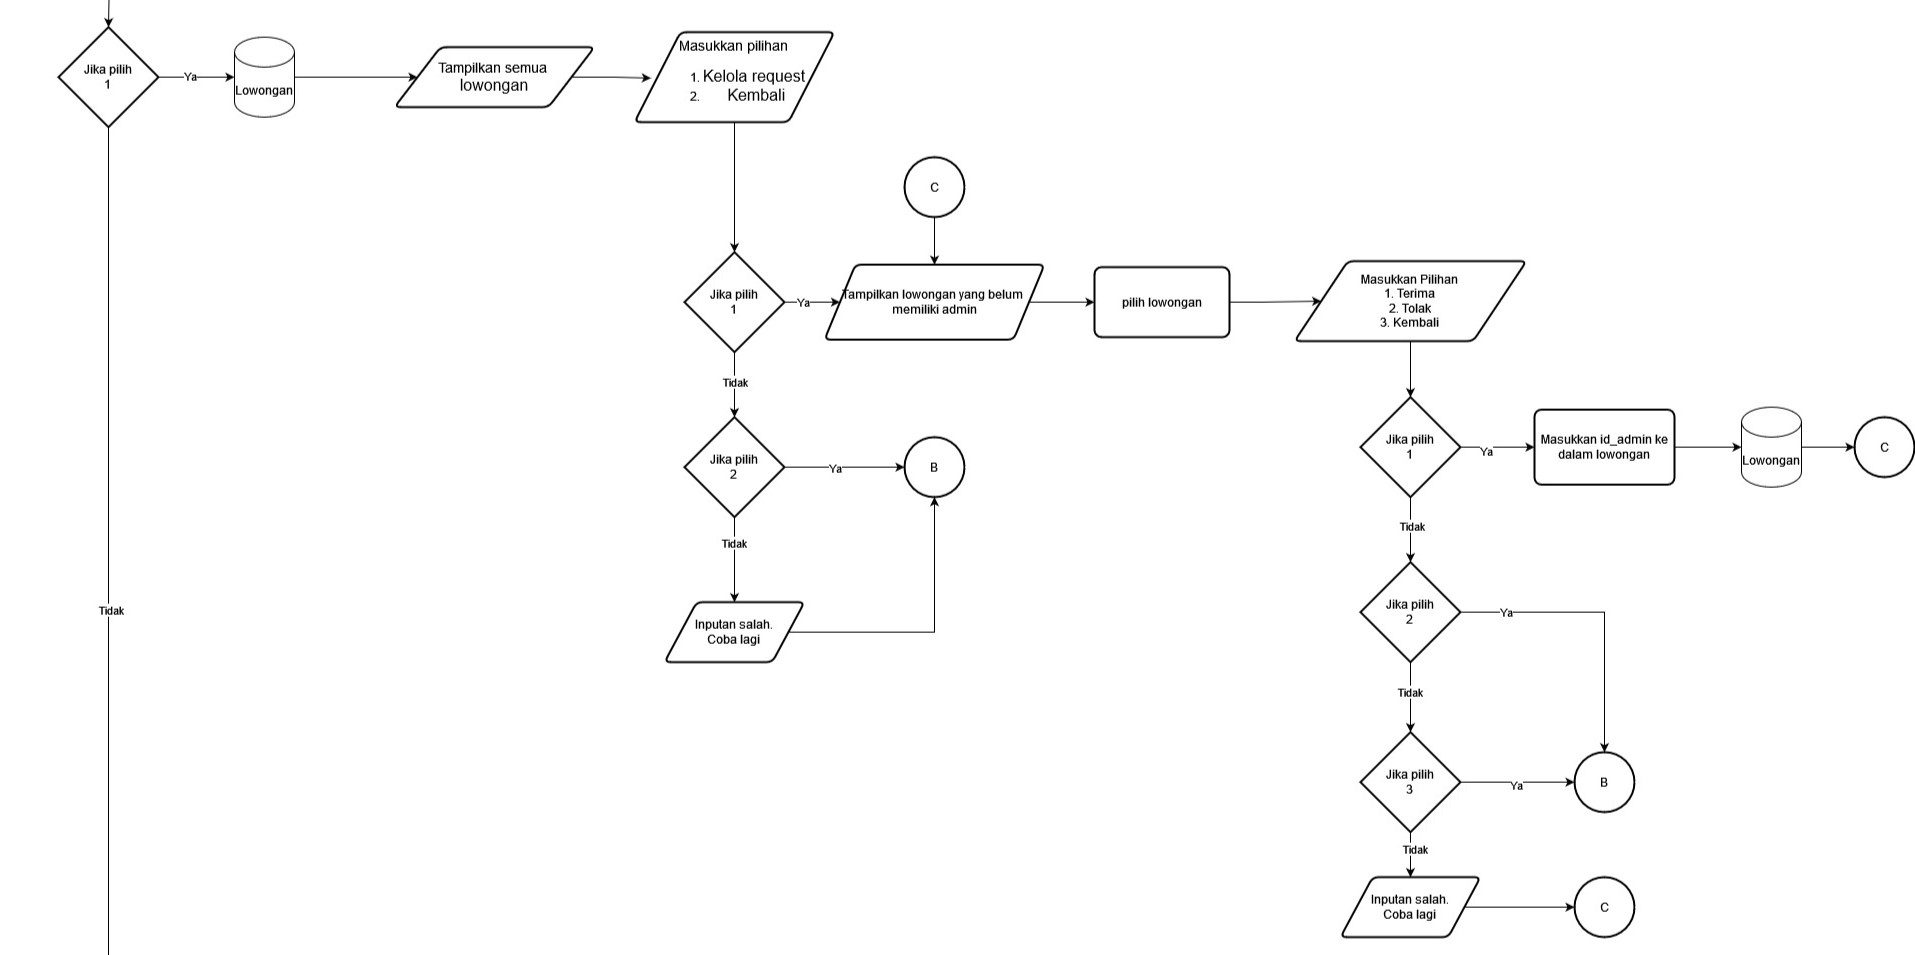 Jika pilih
1
Ya
Lowongan
Tampilkan semua
lowongan
Masukkan pilihan
1. Kelola request
2. Kembali
C
Jika pilih
1
Ya
Tampilkan lowongan yang belum
memiliki admin
pilih lowongan
Masukkan Pilihan
1. Terima
2. Tolak
3. Kembali
Tidak
Jika pilih
2
Ya
B
Tidak
Inputan salah.
Coba lagi
Jika pilih
1
Ya
Masukkan id_admin ke
dalam lowongan
Lowongan
C
Tidak
Jika pilih
2
Ya
Tidak
Jika pilih
3
Ya
B
Tidak
Inputan salah.
Coba lagi
C
Tidak